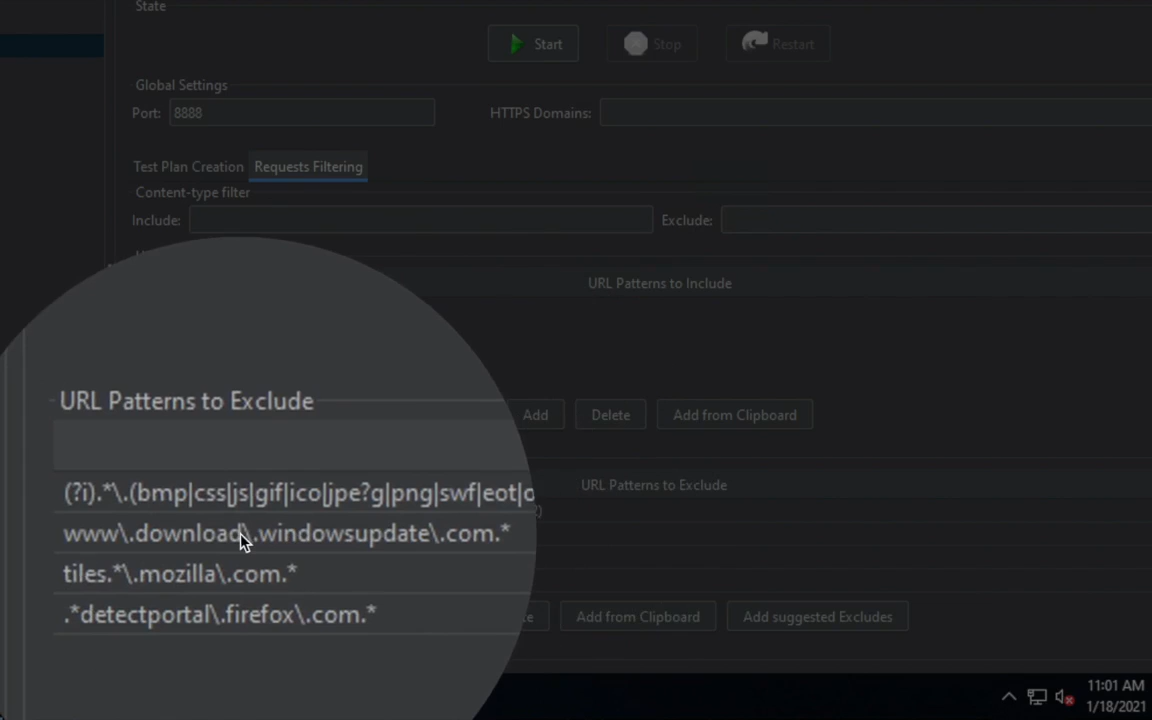 State
Start Stop Restart
Global Settings
Port: 8888 HTTPS Domains:
Test Plan Creation Requests Filtering
Content-type filter
Include: Exclude:
URL Patterns to Include
URL Patterns to Exclude
Add Delete Add from Clipboard
URL Patterns to Exclude
(?i).*\.(bmp|css|js|gif|ico|jpe?g|png|swf|eot|o
www\.download\.windowsupdate\.com.*
tiles.*\.mozilla\.com.*
.*detectportal\.firefox\.com.*
Add from Clipboard Add suggested Excludes
11:01 AM
1/18/2021